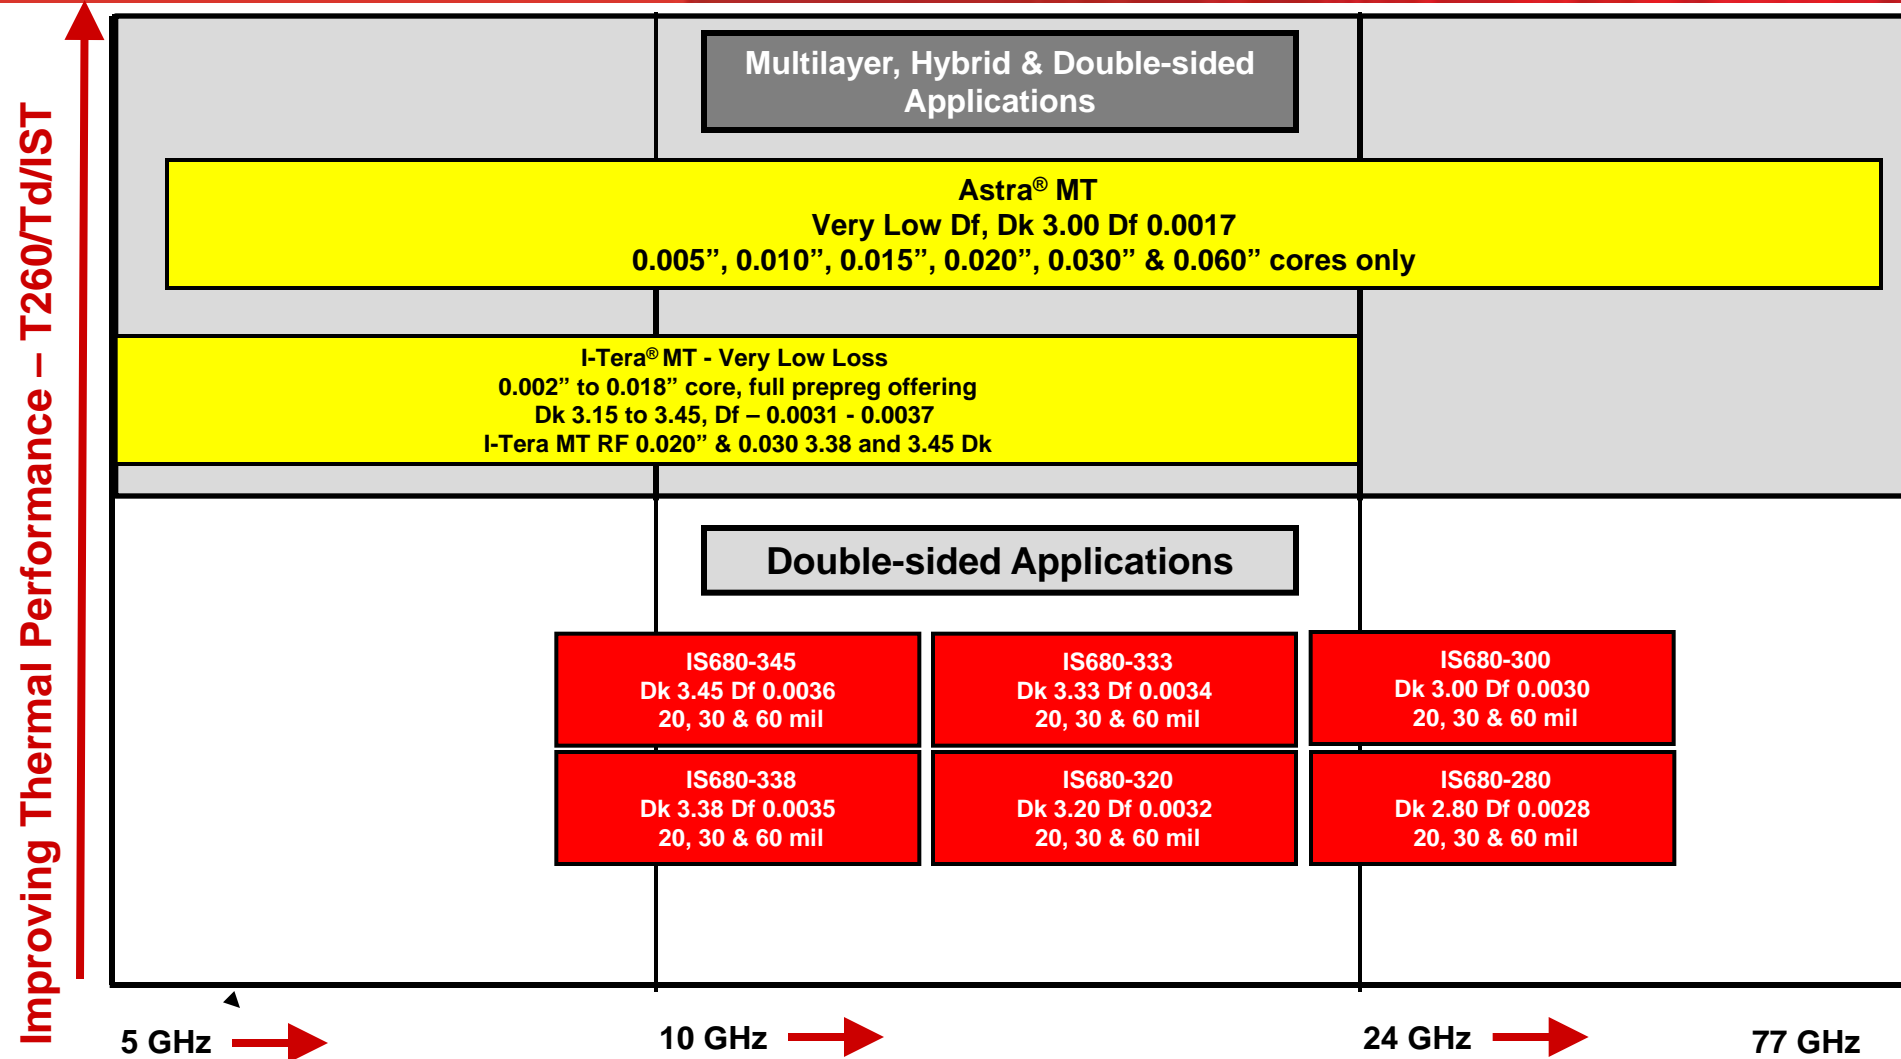 Improving Thermal Performance – T260/Td/IST
Multilayer, Hybrid & Double-sided
Applications
Astra® MT
Very Low Df, Dk 3.00 Df 0.0017
0.005”, 0.010”, 0.015”, 0.020”, 0.030” & 0.060” cores only
I-Tera® MT - Very Low Loss
0.002” to 0.018” core, full prepreg offering
Dk 3.15 to 3.45, Df – 0.0031 - 0.0037
I-Tera MT RF 0.020” & 0.030 3.38 and 3.45 Dk
Double-sided Applications
IS680-345
Dk 3.45 Df 0.0036
20, 30 & 60 mil
IS680-333
Dk 3.33 Df 0.0034
20, 30 & 60 mil
IS680-300
Dk 3.00 Df 0.0030
20, 30 & 60 mil
IS680-338
Dk 3.38 Df 0.0035
20, 30 & 60 mil
IS680-320
Dk 3.20 Df 0.0032
20, 30 & 60 mil
IS680-280
Dk 2.80 Df 0.0028
20, 30 & 60 mil
5 GHz
10 GHz
24 GHz
77 GHz